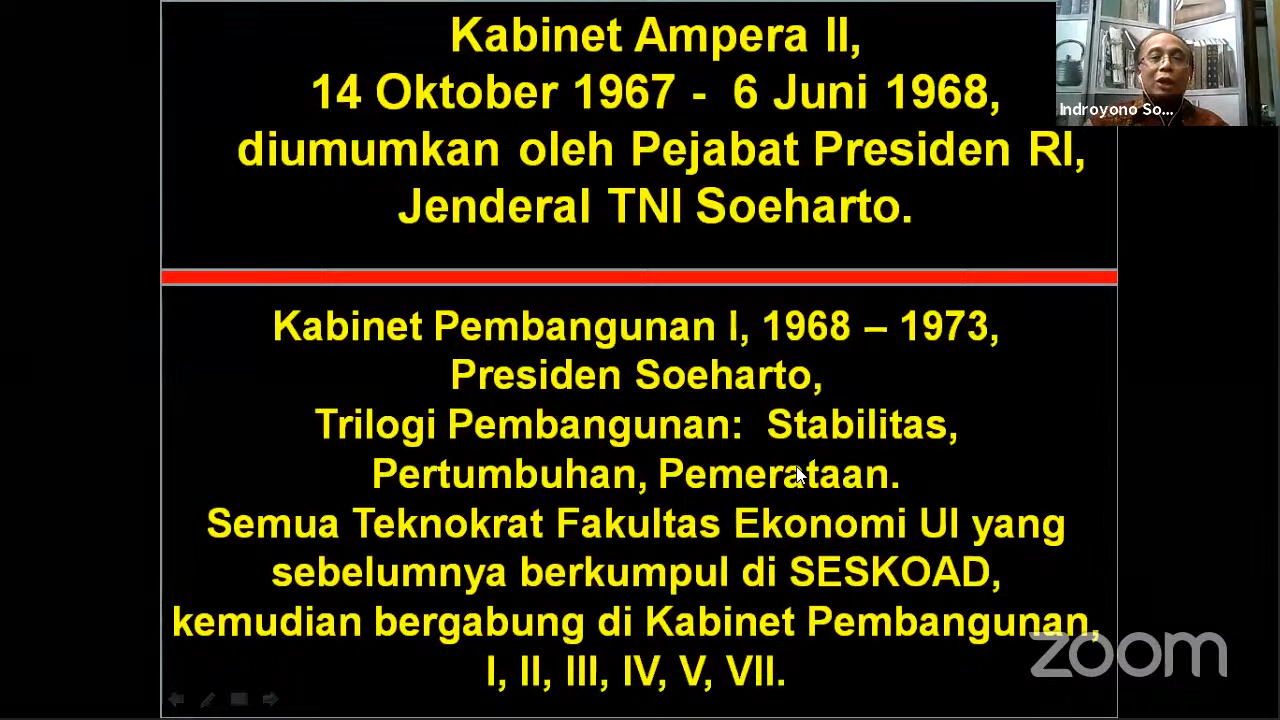 Kabinet Ampera II,
14 Oktober 1967 - 6 Juni 1968,
diumumkan oleh Pejabat Presiden RI,
Jenderal TNI Soeharto.
Indroyono So...
Kabinet Pembangunan I, 1968 – 1973,
Presiden Soeharto,
Trilogi Pembangunan: Stabilitas,
Pertumbuhan, Pemerataan.
Semua Teknokrat Fakultas Ekonomi UI yang
sebelumnya berkumpul di SESKOAD,
kemudian bergabung di Kabinet Pembangunan,
I, II, III, IV, V, VII.
zoom